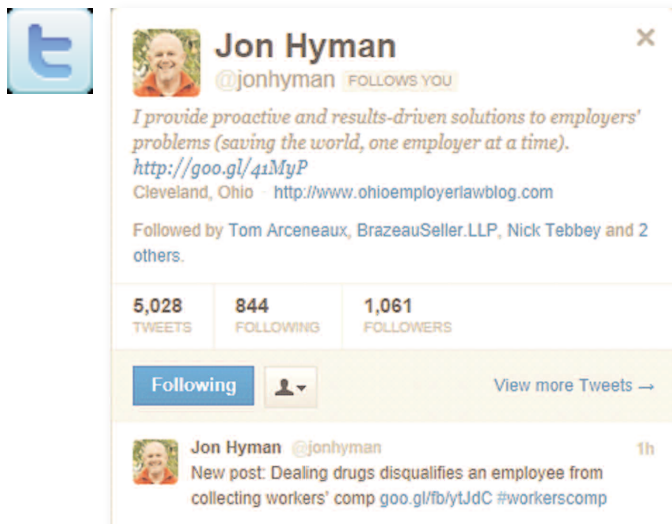 t
Jon Hyman
@jonhyman FOLLOWS YOU
I provide proactive and results-driven solutions to employers'
problems (saving the world, one employer at a time).
http://goo.gl/41MyP
Cleveland, Ohio · http://www.ohioemployerlawblog.com
Followed by Tom Arceneaux, BrazeauSeller.LLP, Nick Tebbey and 2
others.
5,028 844 1,061
TWEETS FOLLOWING FOLLOWERS
Following
View more Tweets →
Jon Hyman @jonhyman 1h
New post: Dealing drugs disqualifies an employee from
collecting workers' comp goo.gl/fb/ytJdC #workerscomp